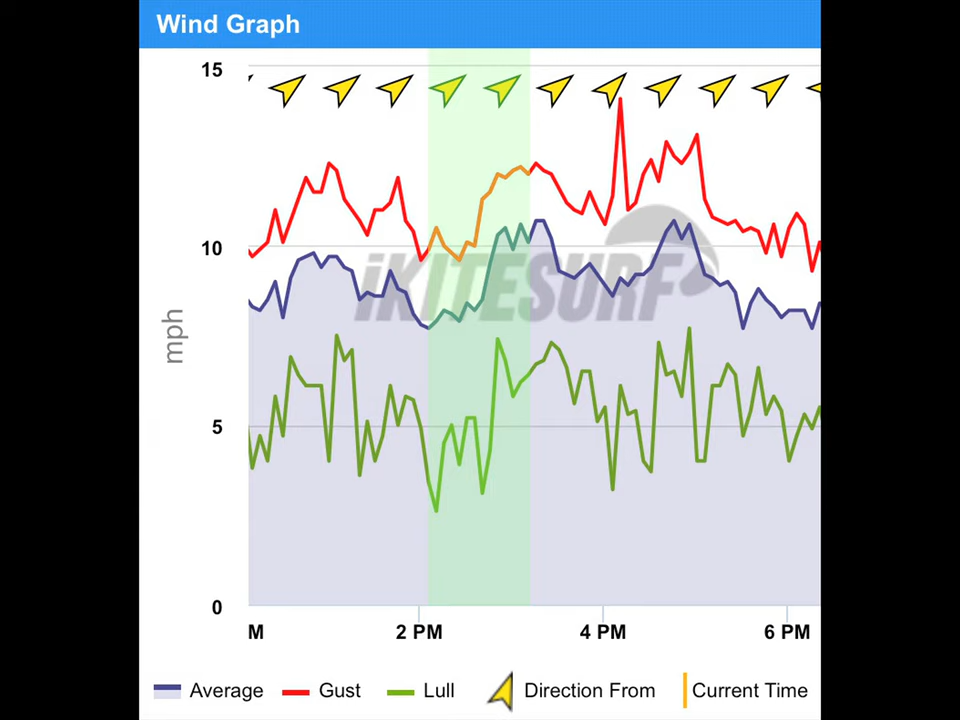 Wind Graph
15
10
5
0
mph
iKITESURF
M
2 PM
4 PM
6 PM
Average
Gust
Lull
Direction From
Current Time